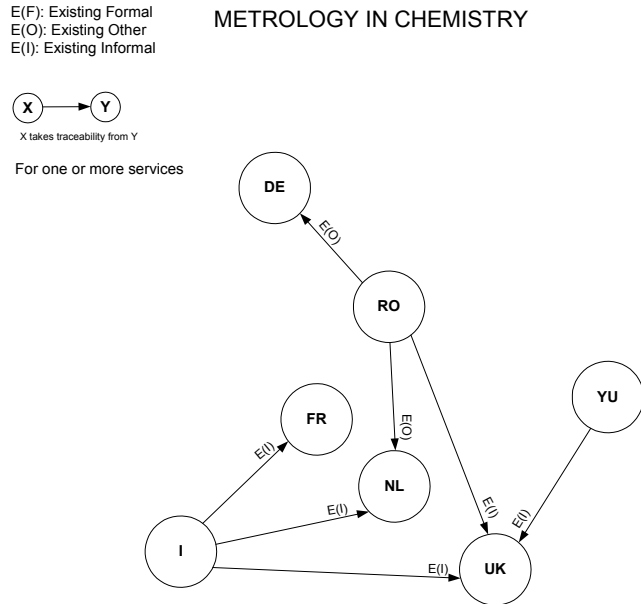 E(F): Existing Formal
E(O): Existing Other
E(I): Existing Informal
METROLOGY IN CHEMISTRY
X
Y
X takes traceability from Y
For one or more services
DE
E(O)
RO
YU
FR
E(O)
E(I)
NL
E(I)
E(I)
E(I)
I
E(I)
UK